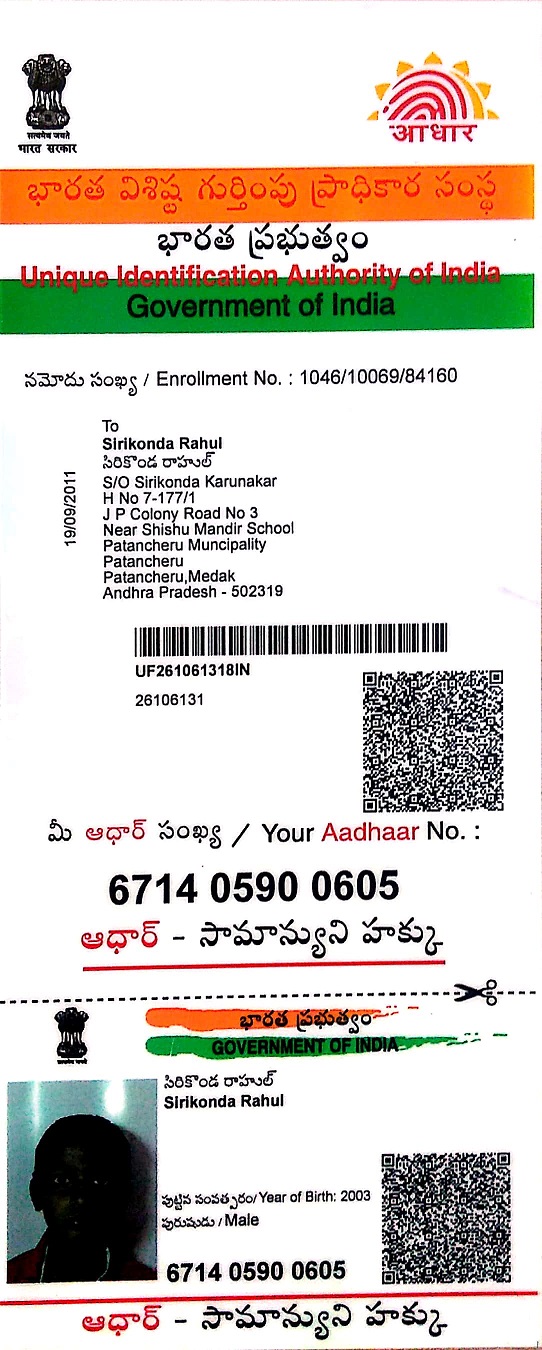 सत्यमेव जयते
भारत सरकार
आधार
భారత విశిష్ట గుర్తింపు ప్రాధికార సంస్థ
భారత ప్రభుత్వం
Unique Identification Authority of India
Government of India
నమోదు సంఖ్య / Enrollment No. : 1046/10069/84160
19/09/2011
To
Sirikonda Rahul
సిరికొండ రాహుల్
S/O Sirikonda Karunakar
H No 7-177/1
J P Colony Road No 3
Near Shishu Mandir School
Patancheru Muncipality
Patancheru
Patancheru,Medak
Andhra Pradesh - 502319
UF261061318IN
26106131
మీ ఆధార్ సంఖ్య / Your Aadhaar No. :
6714 0590 0605
ఆధార్ - సామాన్యుని హక్కు
భారత ప్రభుత్వం
GOVERNMENT OF INDIA
సిరికొండ రాహుల్
Sirikonda Rahul
పుట్టిన సంవత్సరం/ Year of Birth: 2003
పురుషుడు / Male
6714 0590 0605
ఆధార్ - సామాన్యుని హక్కు